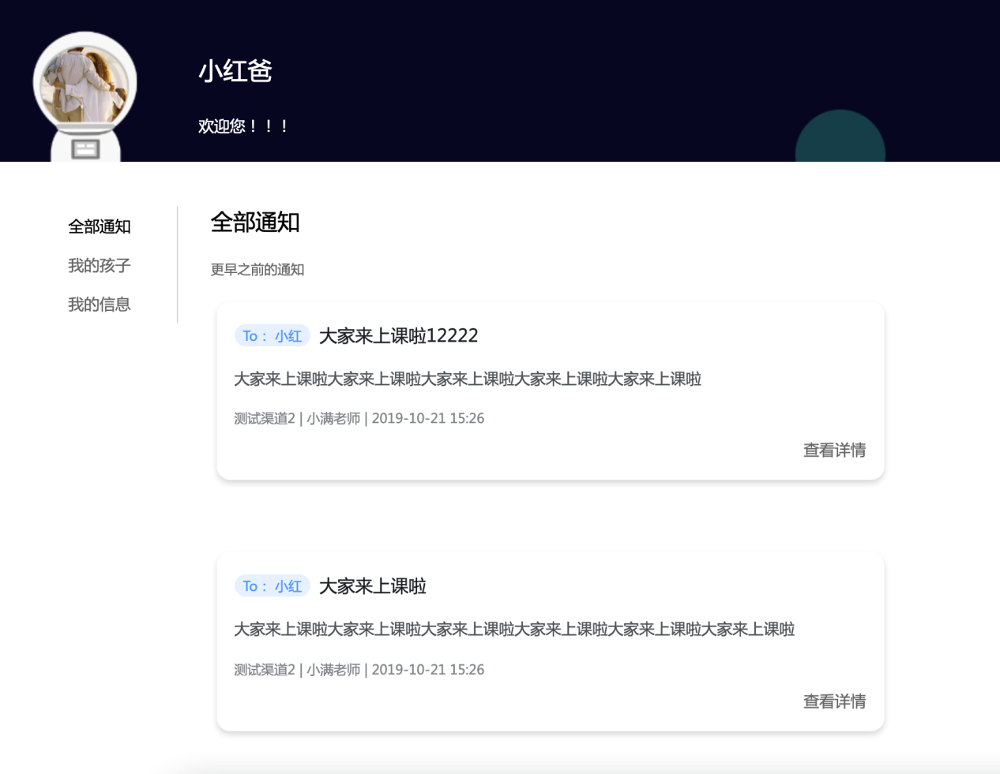 小红爸
欢迎您！！！
全部通知
我的孩子
我的信息
全部通知
更早之前的通知
To： 小红 大家来上课啦12222
大家来上课啦大家来上课啦大家来上课啦大家来上课啦大家来上课啦
测试渠道2 | 小满老师 | 2019-10-21 15:26
查看详情
To： 小红 大家来上课啦
大家来上课啦大家来上课啦大家来上课啦大家来上课啦大家来上课啦大家来上课啦
测试渠道2 | 小满老师 | 2019-10-21 15:26
查看详情